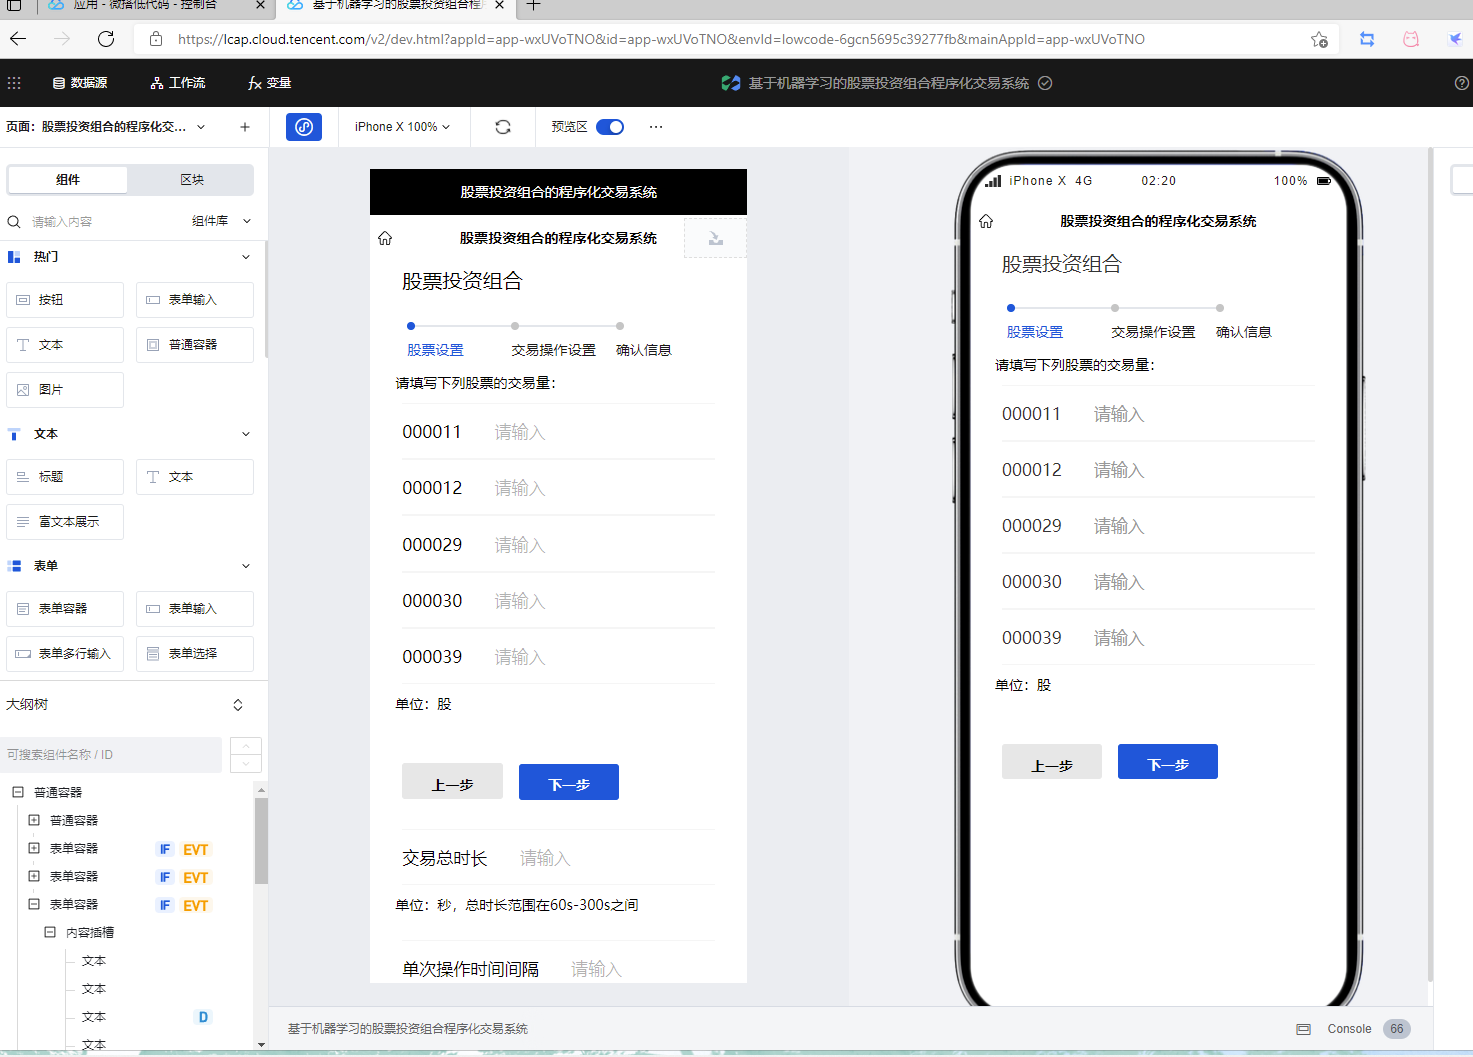 应用 - 微搭低代码 - 控制台
基于机器学习的股票投资组合程
https://lcap.cloud.tencent.com/v2/dev.html?appId=app-wxUVoTNO&id=app-wxUVoTNO&envId=lowcode-6gcn5695c39277fb&mainAppId=app-wxUVoTNO
数据源
工作流
fx 变量
基于机器学习的股票投资组合程序化交易系统
页面：股票投资组合的程序化交...
iPhone X 100%
预览区
组件
区块
请输入内容
组件库
热门
按钮
表单输入
文本
普通容器
图片
文本
标题
文本
富文本展示
表单
表单容器
表单输入
表单多行输入
表单选择
大纲树
可搜索组件名称 / ID
普通容器
普通容器
表单容器 IF EVT
表单容器 IF EVT
表单容器 IF EVT
内容插槽
文本
文本
文本 D
文本
股票投资组合的程序化交易系统
股票投资组合的程序化交易系统
股票投资组合
股票设置
交易操作设置
确认信息
请填写下列股票的交易量：
000011 请输入
000012 请输入
000029 请输入
000030 请输入
000039 请输入
单位：股
上一步
下一步
交易总时长 请输入
单位：秒，总时长范围在60s-300s之间
单次操作时间间隔 请输入
iPhone X 4G
02:20
100%
股票投资组合的程序化交易系统
股票投资组合
股票设置
交易操作设置
确认信息
请填写下列股票的交易量：
000011 请输入
000012 请输入
000029 请输入
000030 请输入
000039 请输入
单位：股
上一步
下一步
基于机器学习的股票投资组合程序化交易系统
Console 66